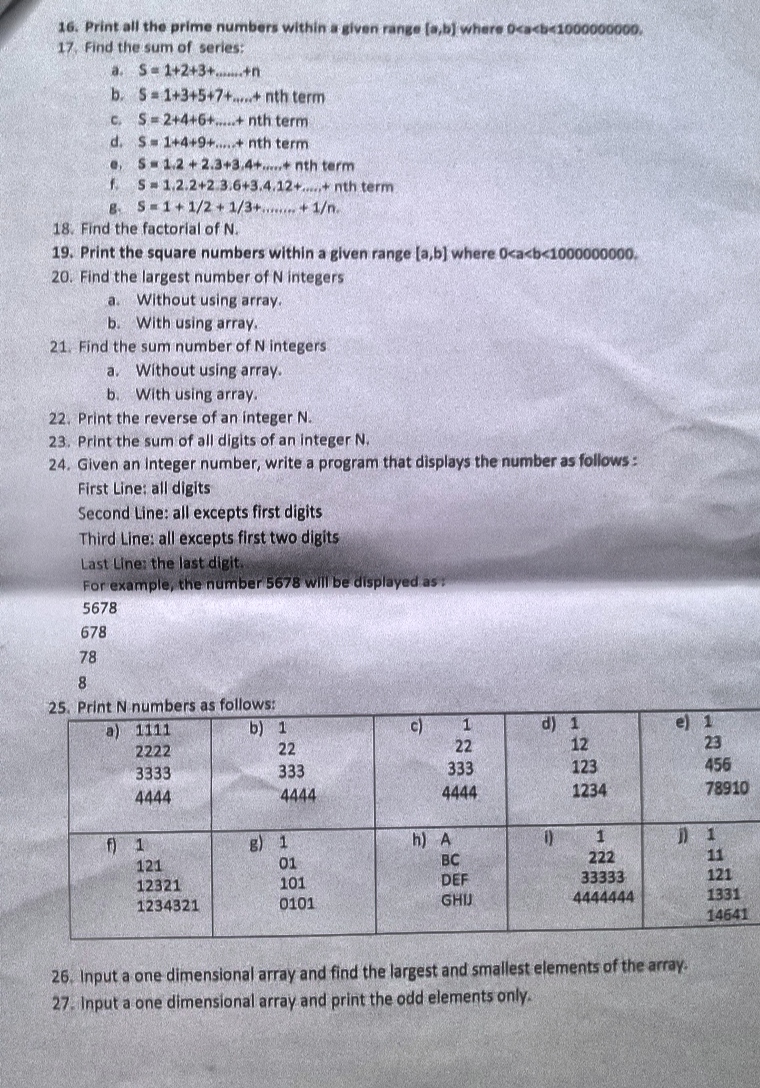 16. Print all the prime numbers within a given range [a,b] where 0<a<b<1000000000.
17. Find the sum of series:
a. S = 1+2+3+.......+n
b. S = 1+3+5+7+.....+ nth term
c. S = 2+4+6+.....+ nth term
d. S = 1+4+9+.....+ nth term
e. S = 1.2 + 2.3+3.4+.....+ nth term
f. S = 1.2.2+2.3.6+3.4.12+.....+ nth term
g. S = 1 + 1/2 + 1/3+........ + 1/n.
18. Find the factorial of N.
19. Print the square numbers within a given range [a,b] where 0<a<b<1000000000.
20. Find the largest number of N integers
a. Without using array.
b. With using array.
21. Find the sum number of N integers
a. Without using array.
b. With using array.
22. Print the reverse of an integer N.
23. Print the sum of all digits of an integer N.
24. Given an Integer number, write a program that displays the number as follows :
First Line: all digits
Second Line: all excepts first digits
Third Line: all excepts first two digits
Last Line: the last digit.
For example, the number 5678 will be displayed as :
5678
678
78
8
25. Print N numbers as follows:
a) 1111
2222
3333
4444
b) 1
22
333
4444
c) 1
22
333
4444
d) 1
12
123
1234
e) 1
23
456
78910
f) 1
121
12321
1234321
g) 1
01
101
0101
h) A
BC
DEF
GHIJ
i) 1
222
33333
4444444
j) 1
11
121
1331
14641
26. Input a one dimensional array and find the largest and smallest elements of the array.
27. Input a one dimensional array and print the odd elements only.